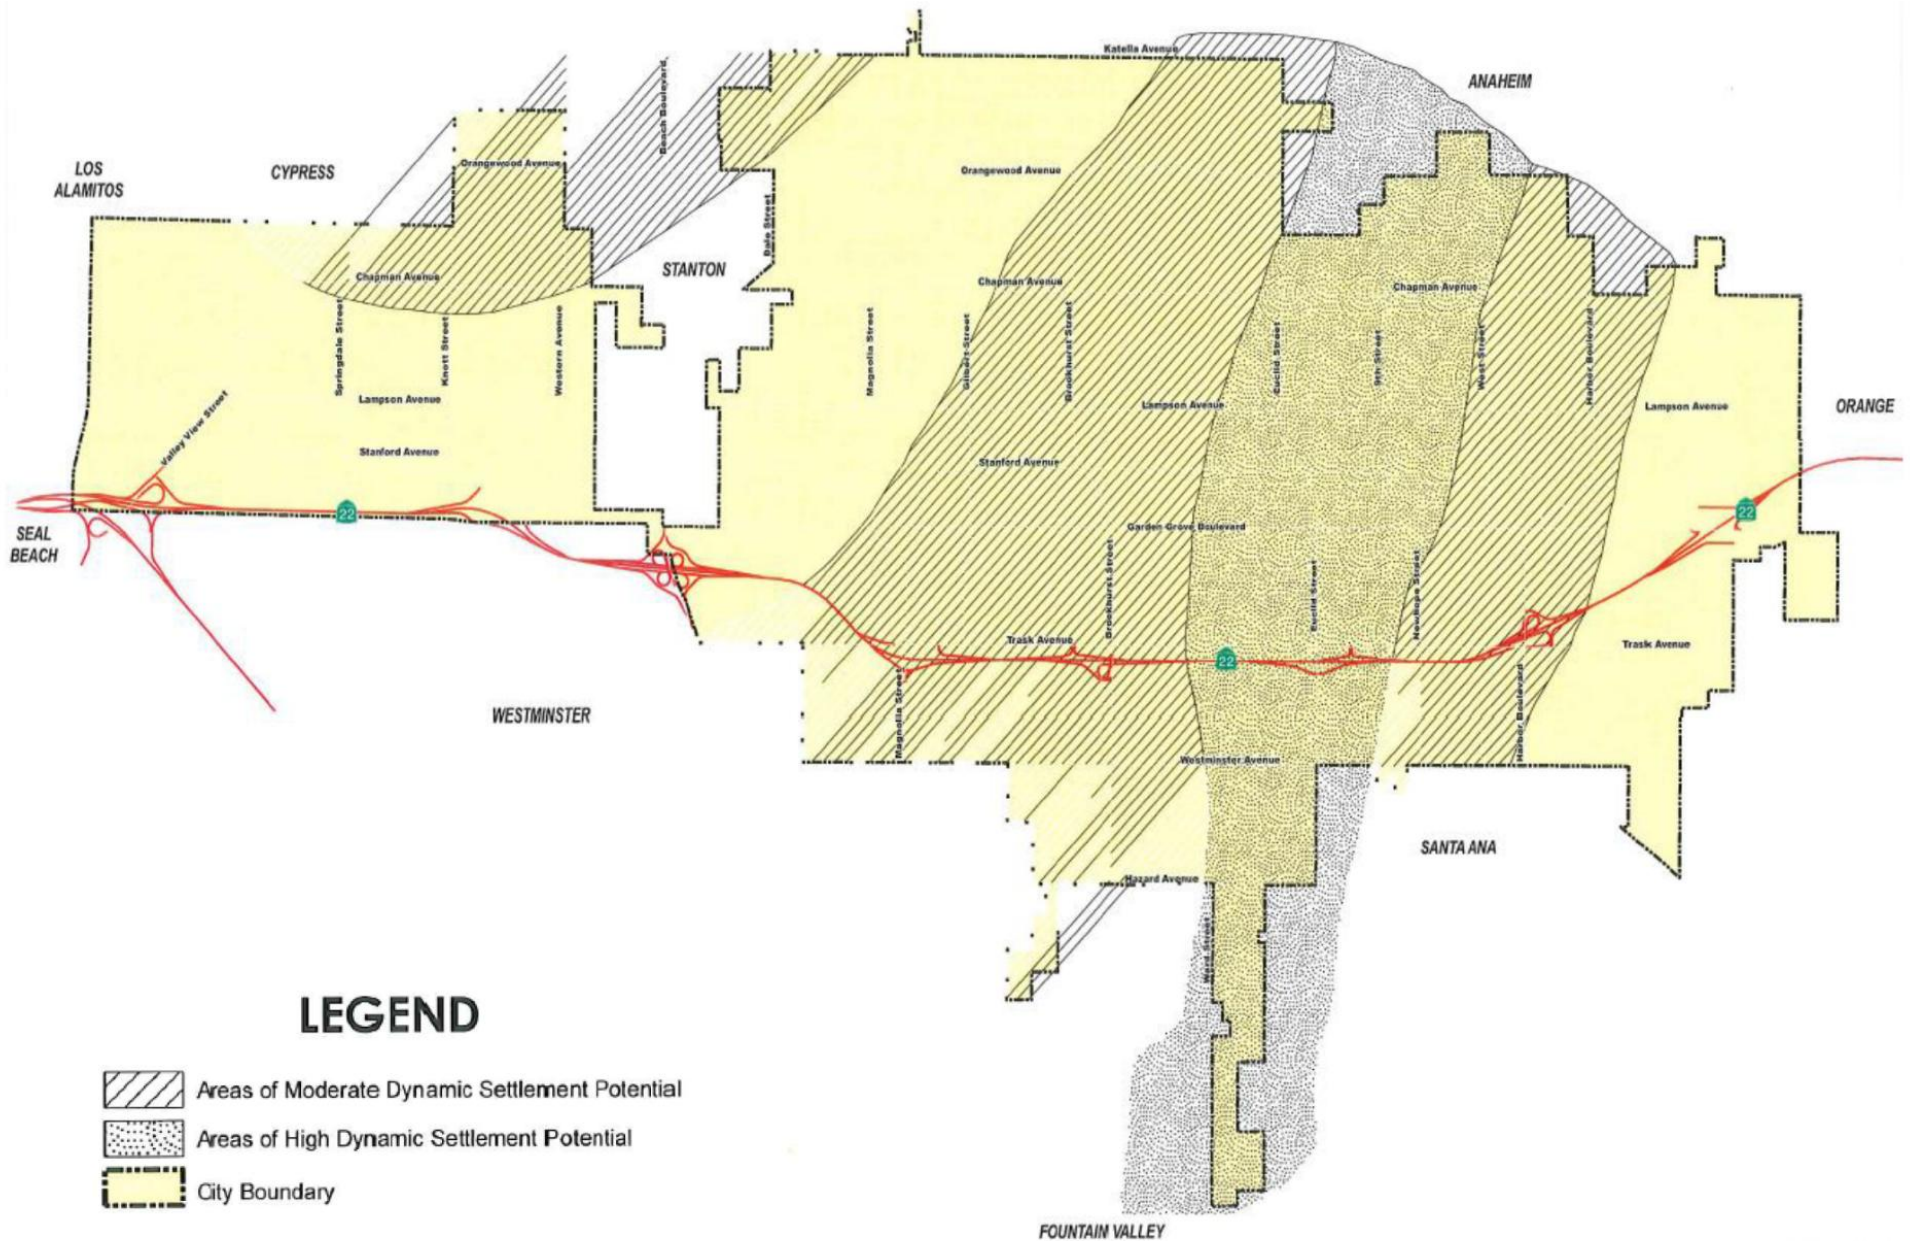 Katella Avenue
ANAHEIM
Beach Boulevard
LOS
ALAMITOS
CYPRESS
Orangewood Avenue
Orangewood Avenue
Dale Street
STANTON
Chapman Avenue
Chapman Avenue
Chapman Avenue
Springdale Street
Knott Street
Western Avenue
Magnolia Street
Gilbert Street
Brookhurst Street
Euclid Street
9th Street
West Street
Harbor Boulevard
Lampson Avenue
Lampson Avenue
Lampson Avenue
ORANGE
Valley View Street
Stanford Avenue
Stanford Avenue
22
22
SEAL
BEACH
Garden Grove Boulevard
Brookhurst Street
Euclid Street
Newhope Street
Trask Avenue
Trask Avenue
22
Magnolia Street
Harbor Boulevard
WESTMINSTER
Westminster Avenue
SANTA ANA
Hazard Avenue
Ward Street
LEGEND
Areas of Moderate Dynamic Settlement Potential
Areas of High Dynamic Settlement Potential
City Boundary
FOUNTAIN VALLEY